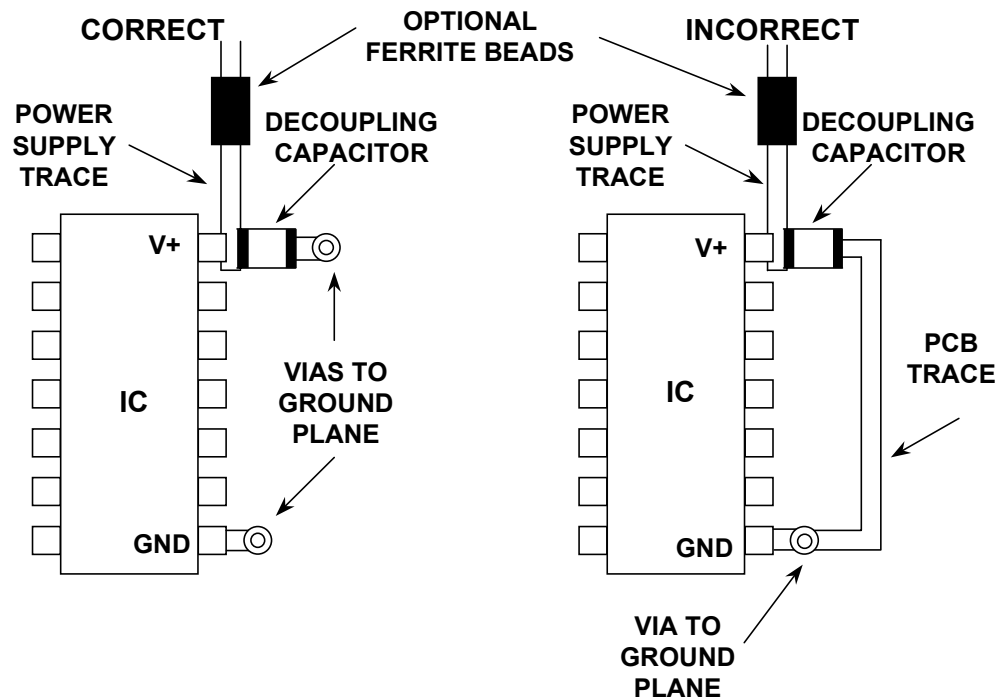 CORRECT
OPTIONAL
FERRITE BEADS
INCORRECT
POWER
SUPPLY
TRACE
DECOUPLING
CAPACITOR
POWER
SUPPLY
TRACE
DECOUPLING
CAPACITOR
V+
IC
GND
VIAS TO
GROUND
PLANE
V+
IC
GND
PCB
TRACE
VIA TO
GROUND
PLANE